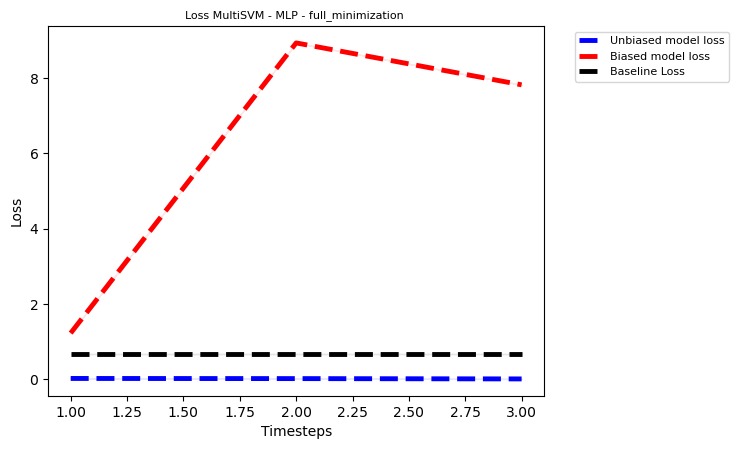 Loss MultiSVM - MLP - full_minimization
Unbiased model loss
Biased model loss
Baseline Loss
Loss
8
6
4
2
0
1.00 1.25 1.50 1.75 2.00 2.25 2.50 2.75 3.00
Timesteps